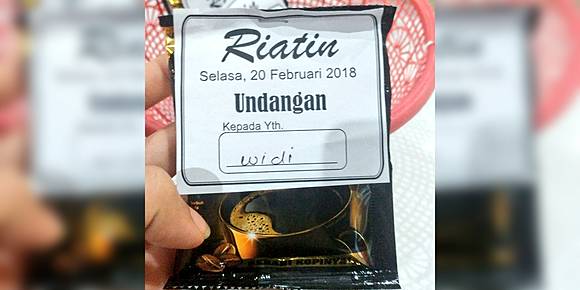 Riatin
Selasa, 20 Februari 2018
Undangan
Kepada Yth.
widi